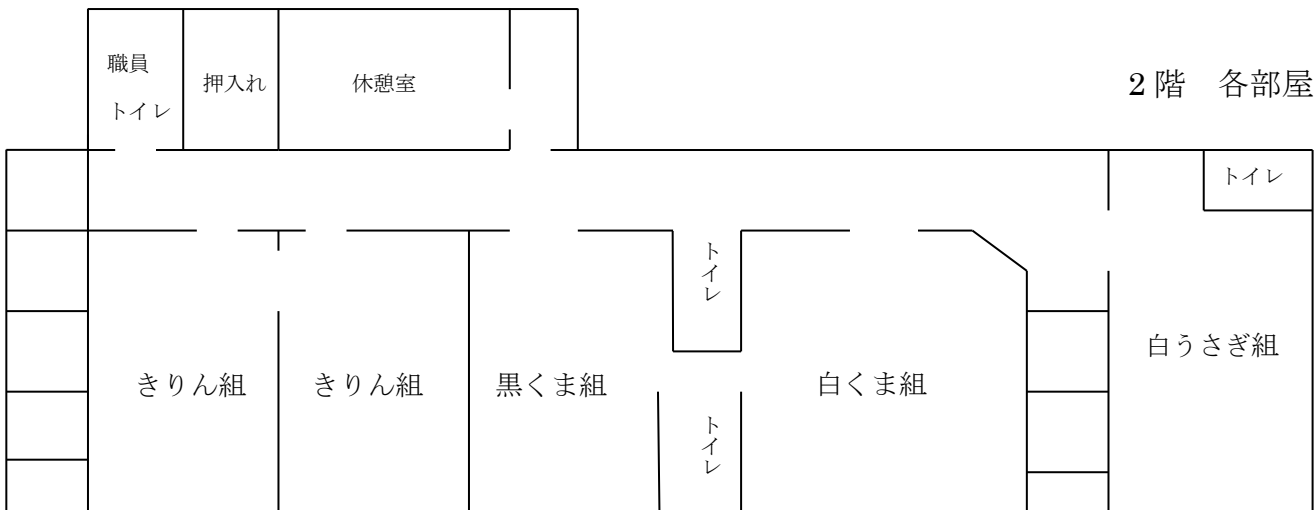 職員
トイレ
押入れ
休憩室
2階　各部屋
トイレ
トイレ
きりん組
きりん組
黒くま組
トイレ
白くま組
白うさぎ組